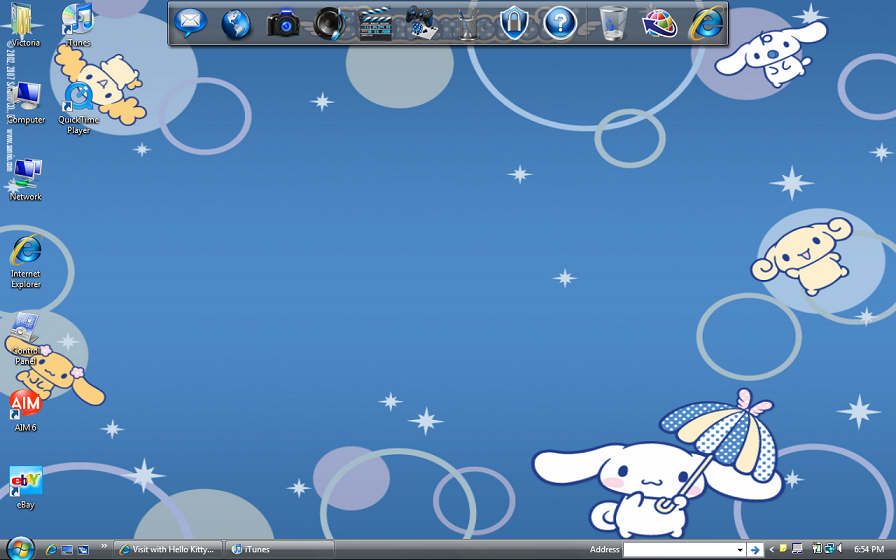 Victoria
iTunes
Computer
QuickTime
Player
Network
Internet
Explorer
Control
Panel
AIM
AIM 6
ebY
eBay
Visit with Hello Kitty...
iTunes
Address
6:54 PM